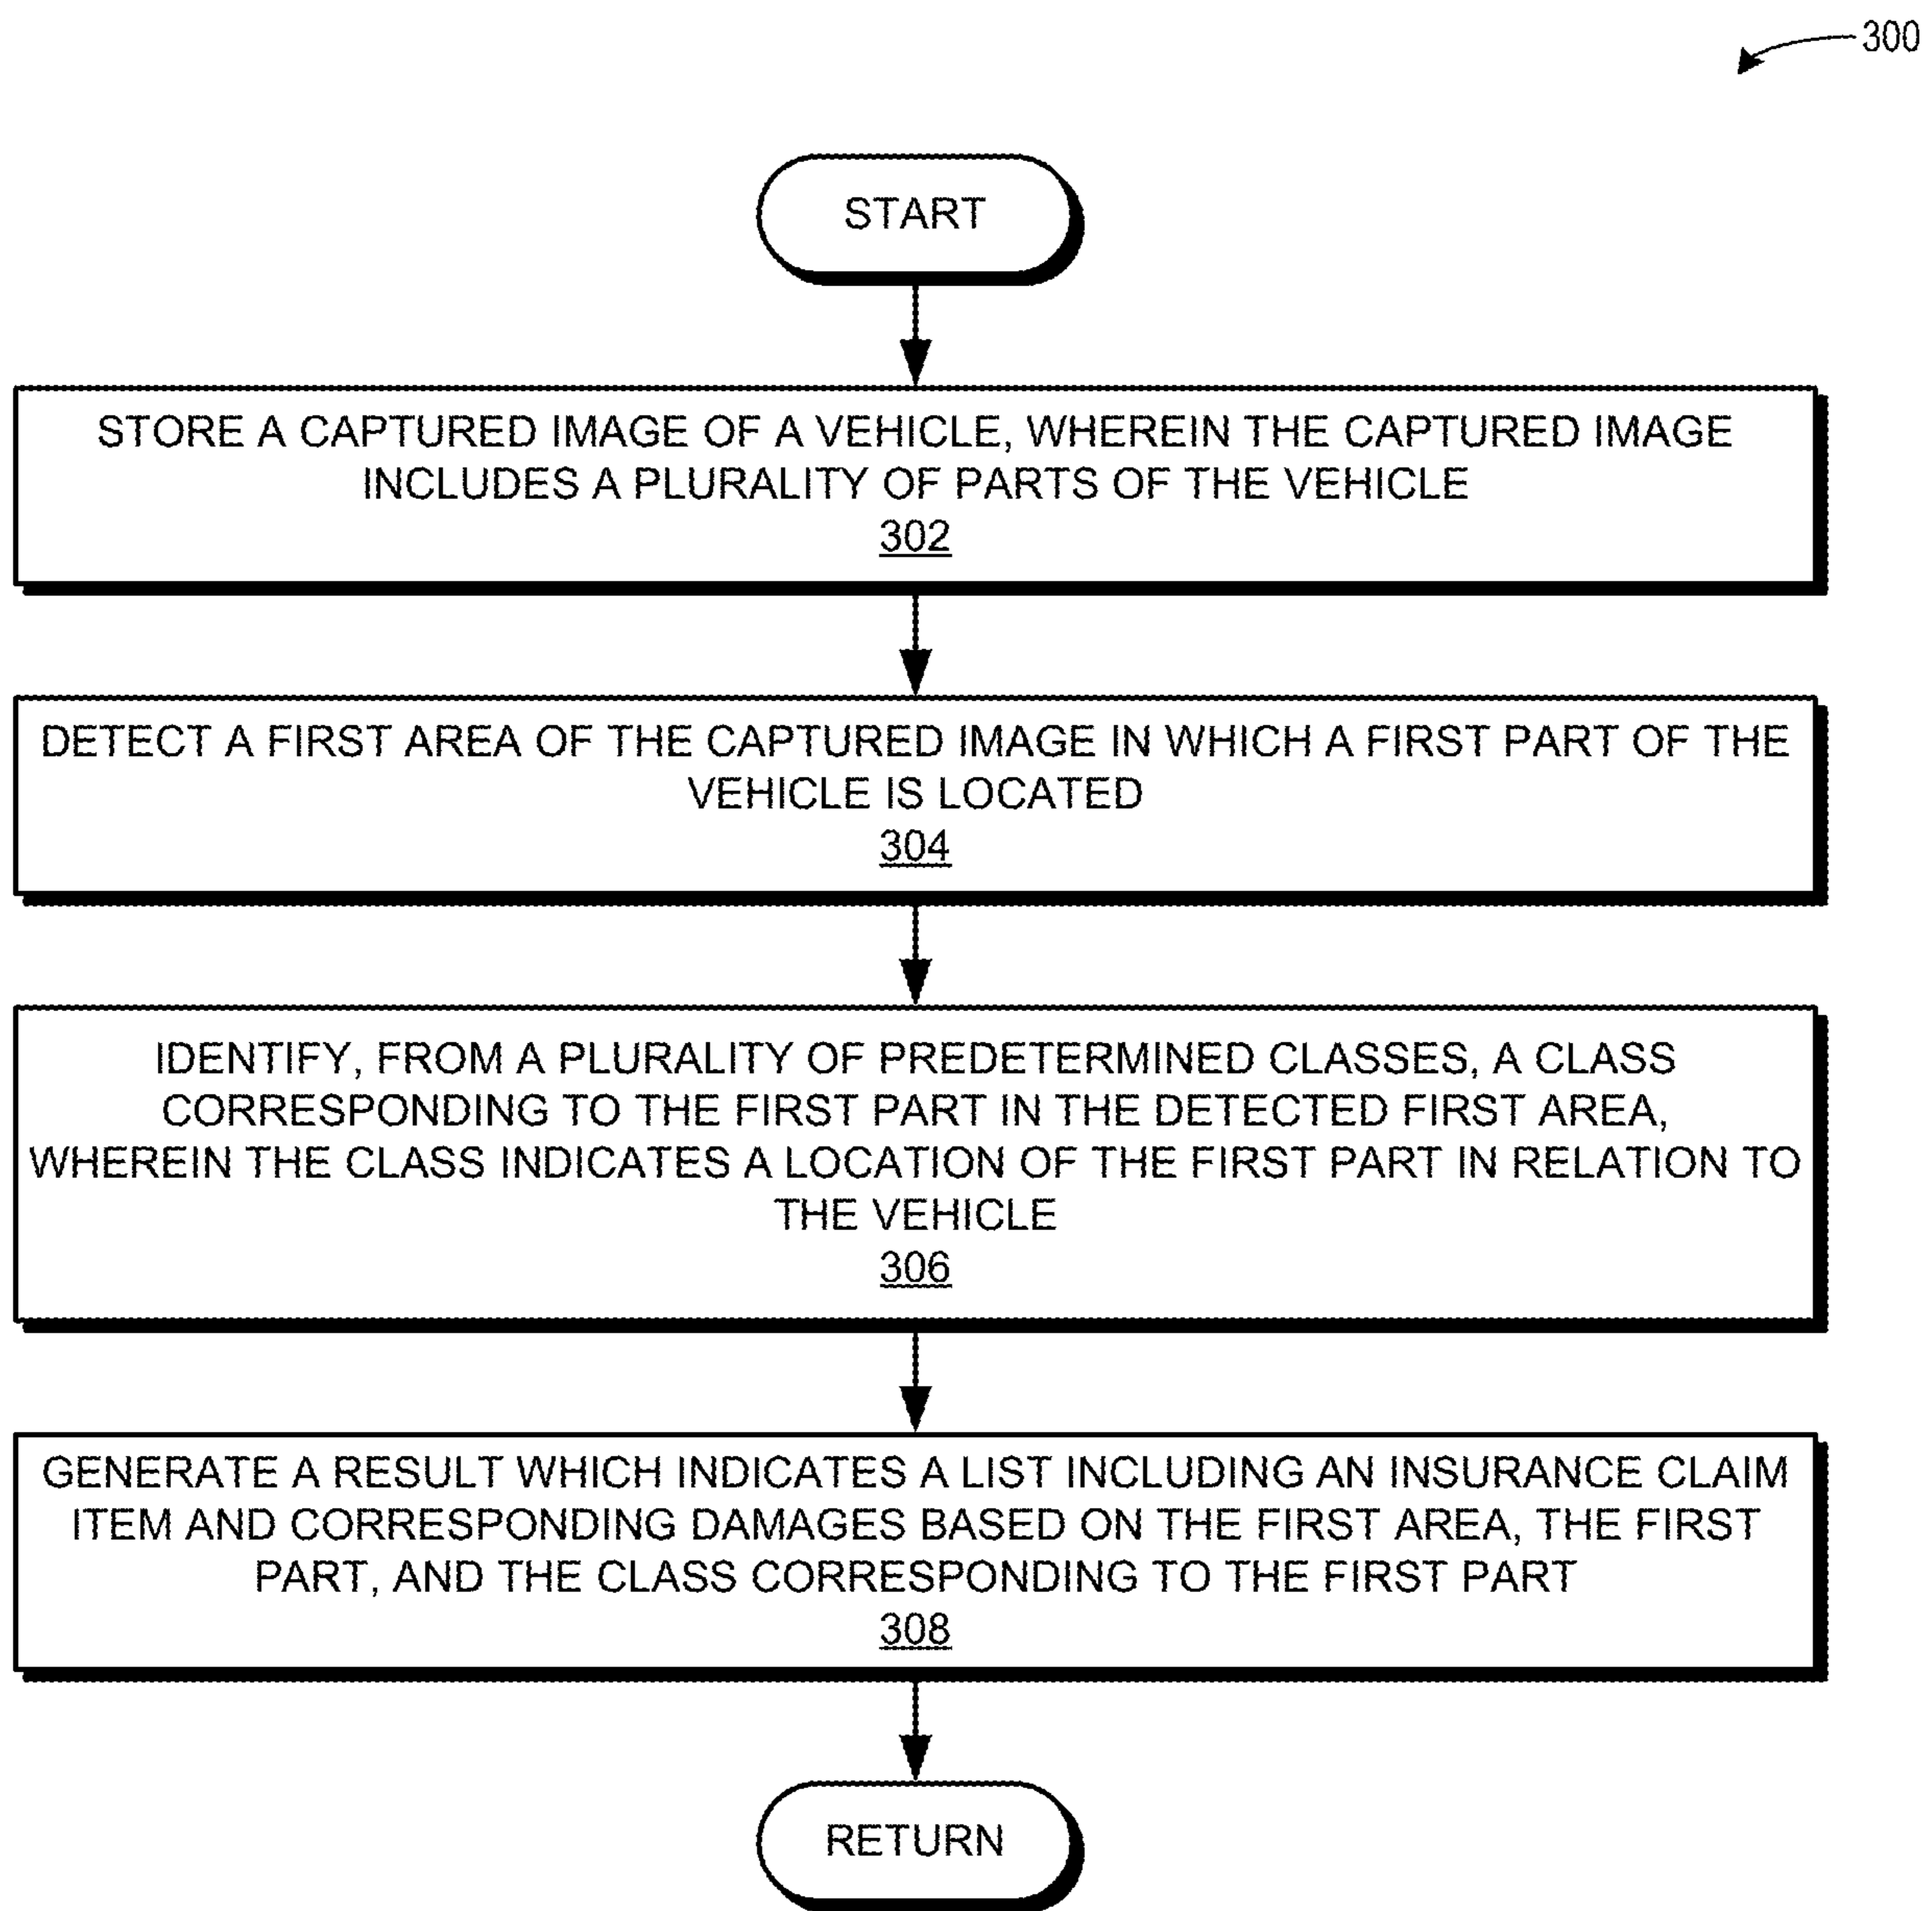 300
START
STORE A CAPTURED IMAGE OF A VEHICLE, WHEREIN THE CAPTURED IMAGE
INCLUDES A PLURALITY OF PARTS OF THE VEHICLE
302
DETECT A FIRST AREA OF THE CAPTURED IMAGE IN WHICH A FIRST PART OF THE
VEHICLE IS LOCATED
304
IDENTIFY, FROM A PLURALITY OF PREDETERMINED CLASSES, A CLASS
CORRESPONDING TO THE FIRST PART IN THE DETECTED FIRST AREA,
WHEREIN THE CLASS INDICATES A LOCATION OF THE FIRST PART IN RELATION TO
THE VEHICLE
306
GENERATE A RESULT WHICH INDICATES A LIST INCLUDING AN INSURANCE CLAIM
ITEM AND CORRESPONDING DAMAGES BASED ON THE FIRST AREA, THE FIRST
PART, AND THE CLASS CORRESPONDING TO THE FIRST PART
308
RETURN